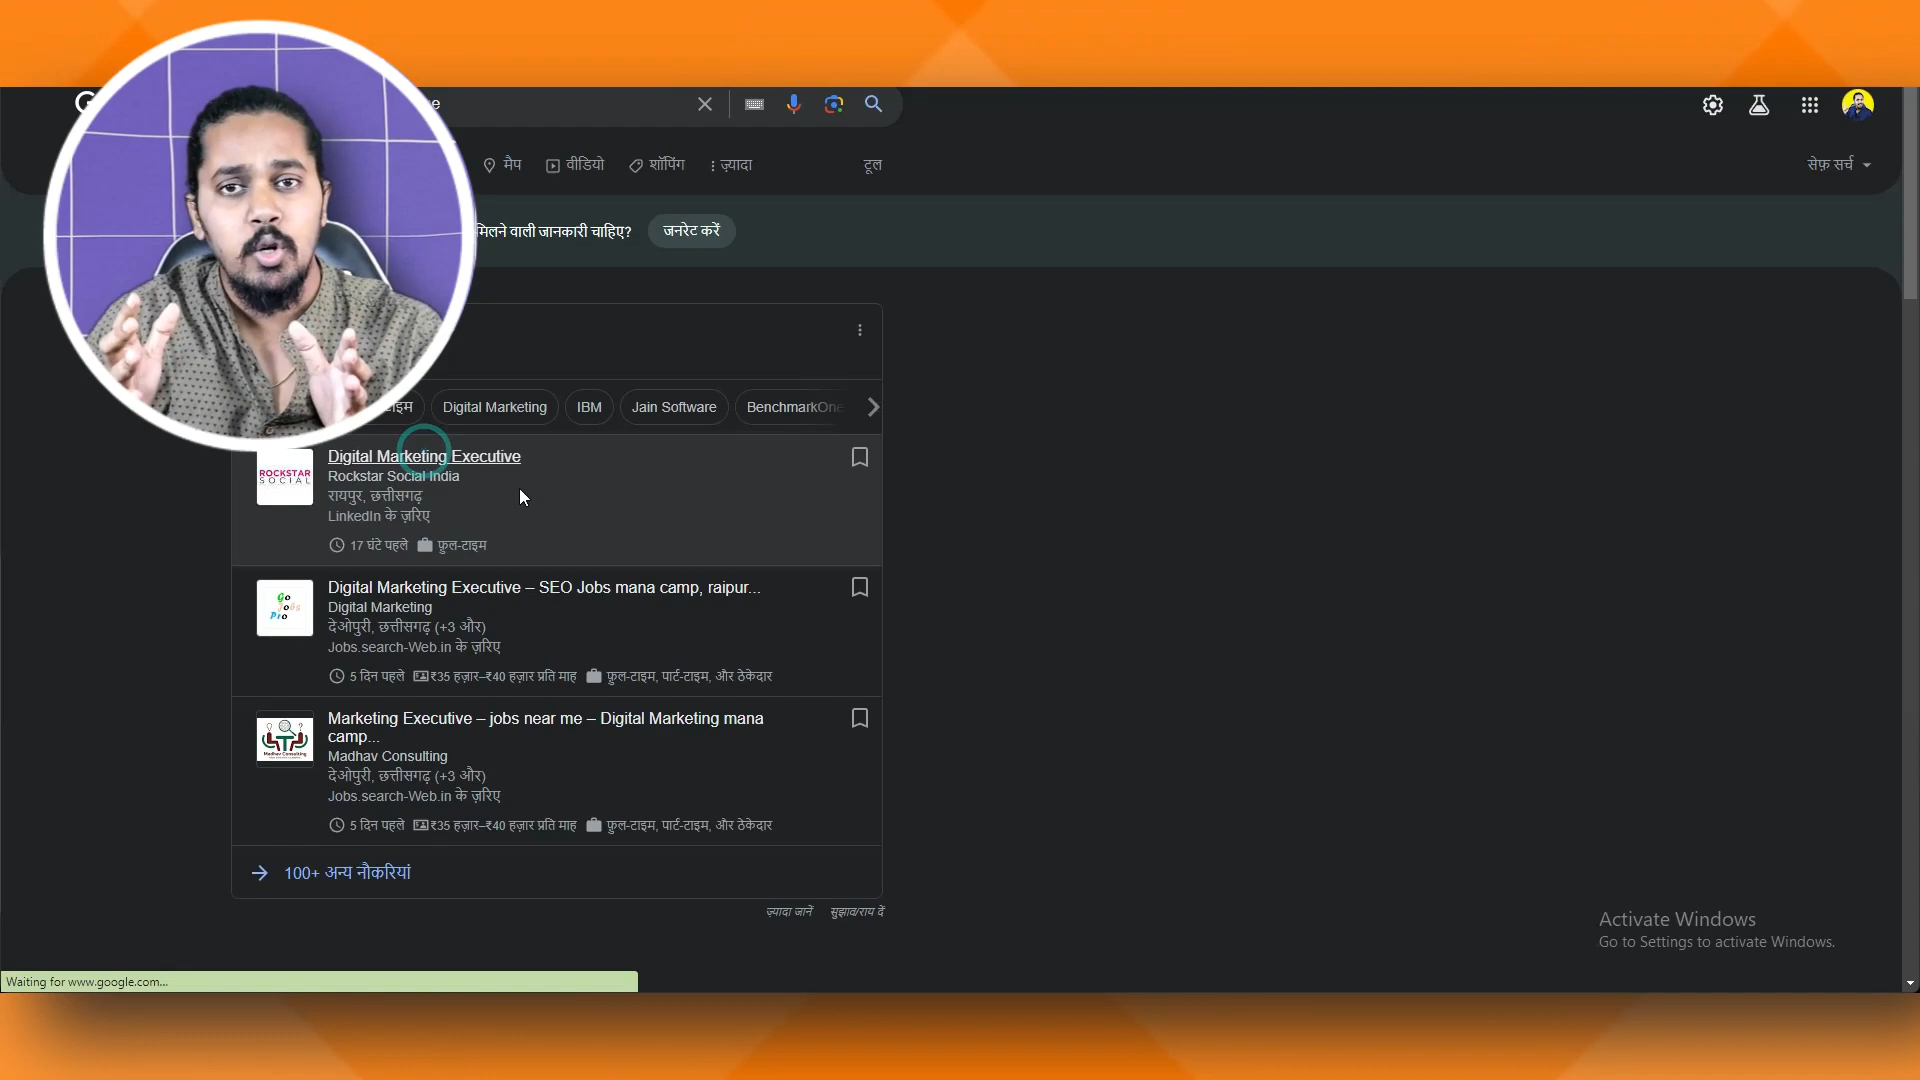 G
e
मैप
वीडियो
शॉपिंग
ज़्यादा
टूल
सेफ़ सर्च
मिलने वाली जानकारी चाहिए?
जनरेट करें
Digital Marketing
IBM
Jain Software
BenchmarkOne
Digital Marketing Executive
ROCKSTAR
SOCIAL
Rockstar Social India
रायपुर, छत्तीसगढ़
LinkedIn के ज़रिए
17 घंटे पहले
फ़ुल-टाइम
Digital Marketing Executive – SEO Jobs mana camp, raipur...
Go
Jobs
Pro
Digital Marketing
देओपुरी, छत्तीसगढ़ (+3 और)
Jobs.search-Web.in के ज़रिए
5 दिन पहले
₹35 हज़ार–₹40 हज़ार प्रति माह
फ़ुल-टाइम, पार्ट-टाइम, और ठेकेदार
Marketing Executive – jobs near me – Digital Marketing mana
camp...
Madhav Consulting
Madhav Consulting
देओपुरी, छत्तीसगढ़ (+3 और)
Jobs.search-Web.in के ज़रिए
5 दिन पहले
₹35 हज़ार–₹40 हज़ार प्रति माह
फ़ुल-टाइम, पार्ट-टाइम, और ठेकेदार
100+ अन्य नौकरियां
ज़्यादा जानें
सुझाव/राय दें
Activate Windows
Go to Settings to activate Windows.
Waiting for www.google.com...